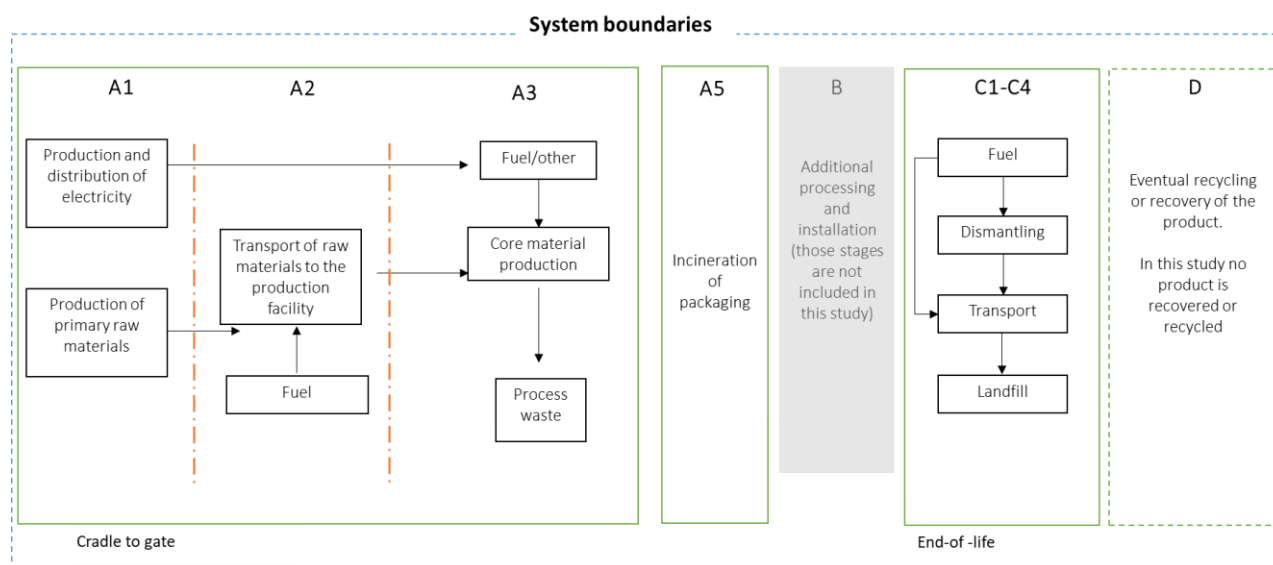 System boundaries
A1
Production and
distribution of
electricity
Production of
primary raw
materials
A2
Transport of raw
materials to the
production
facility
Fuel
A3
Fuel/other
Core material
production
Process
waste
Cradle to gate
A5
Incineration
of
packaging
B
Additional
processing
and
installation
(those stages
are not
included in
this study)
C1-C4
Fuel
Dismantling
Transport
Landfill
End-of -life
D
Eventual recycling
or recovery of the
product.
In this study no
product is
recovered or
recycled